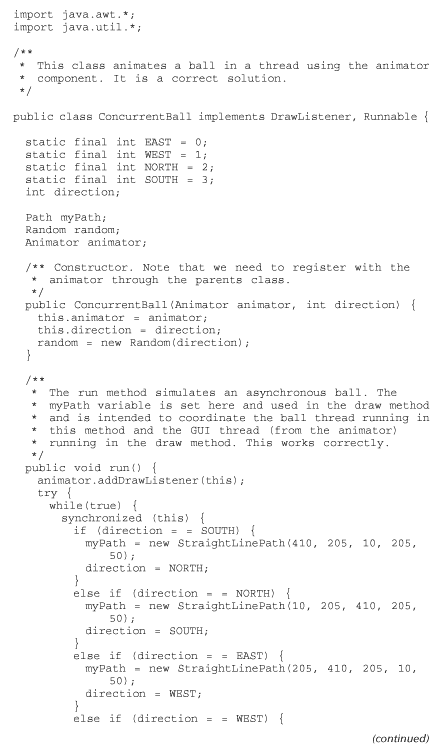 import java.awt.*;
import java.util.*;
/**
* This class animates a ball in a thread using the animator
* component. It is a correct solution.
*/
public class ConcurrentBall implements DrawListener, Runnable {
static final int EAST = 0;
static final int WEST = 1;
static final int NORTH = 2;
static final int SOUTH = 3;
int direction;
Path myPath;
Random random;
Animator animator;
/** Constructor. Note that we need to register with the
* animator through the parents class.
*/
public ConcurrentBall(Animator animator, int direction) {
this.animator = animator;
this.direction = direction;
random = new Random(direction);
}
/**
* The run method simulates an asynchronous ball. The
* myPath variable is set here and used in the draw method
* and is intended to coordinate the ball thread running in
* this method and the GUI thread (from the animator)
* running in the draw method. This works correctly.
*/
public void run() {
animator.addDrawListener(this);
try {
while(true) {
synchronized (this) {
if (direction = = SOUTH) {
myPath = new StraightLinePath(410, 205, 10, 205,
50);
direction = NORTH;
}
else if (direction = = NORTH) {
myPath = new StraightLinePath(10, 205, 410, 205,
50);
direction = SOUTH;
}
else if (direction = = EAST) {
myPath = new StraightLinePath(205, 410, 205, 10,
50);
direction = WEST;
}
else if (direction = = WEST) {
(continued)